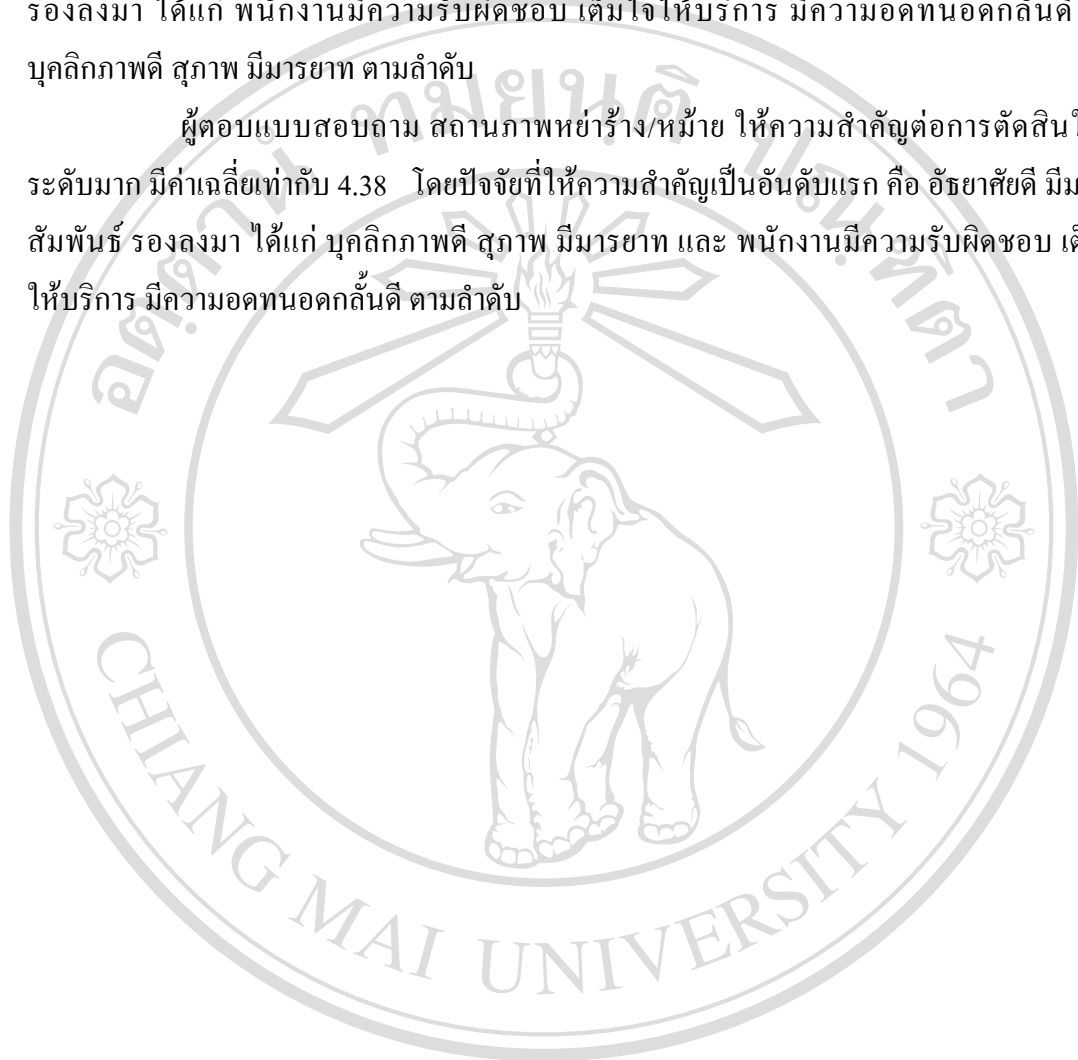 รองลงมา ได้แก่ พนักงานมีความรับผิดชอบ เต็มใจให้บริการ มีความอดทนอดกลั้นดี
บุคลิกภาพดี สุภาพ มีมารยาท ตามลำดับ
ผู้ตอบแบบสอบถาม สถานภาพหย่าร้าง/หม้าย ให้ความสำคัญต่อการตัดสิน
ระดับมาก มีค่าเฉลี่ยเท่ากับ 4.38 โดยปัจจัยที่ให้ความสำคัญเป็นอันดับแรก คือ อัธยาศัยดี
สัมพันธ์ รองลงมา ได้แก่ บุคลิกภาพดี สุภาพ มีมารยาท และ พนักงานมีความรับผิดชอบ
ให้บริการ มีความอดทนอดกลั้นดี ตามลำดับ
อตฺตานํ ทมยนฺติ ปณฺฑิตา
CHIANG MAI UNIVERSITY 1964